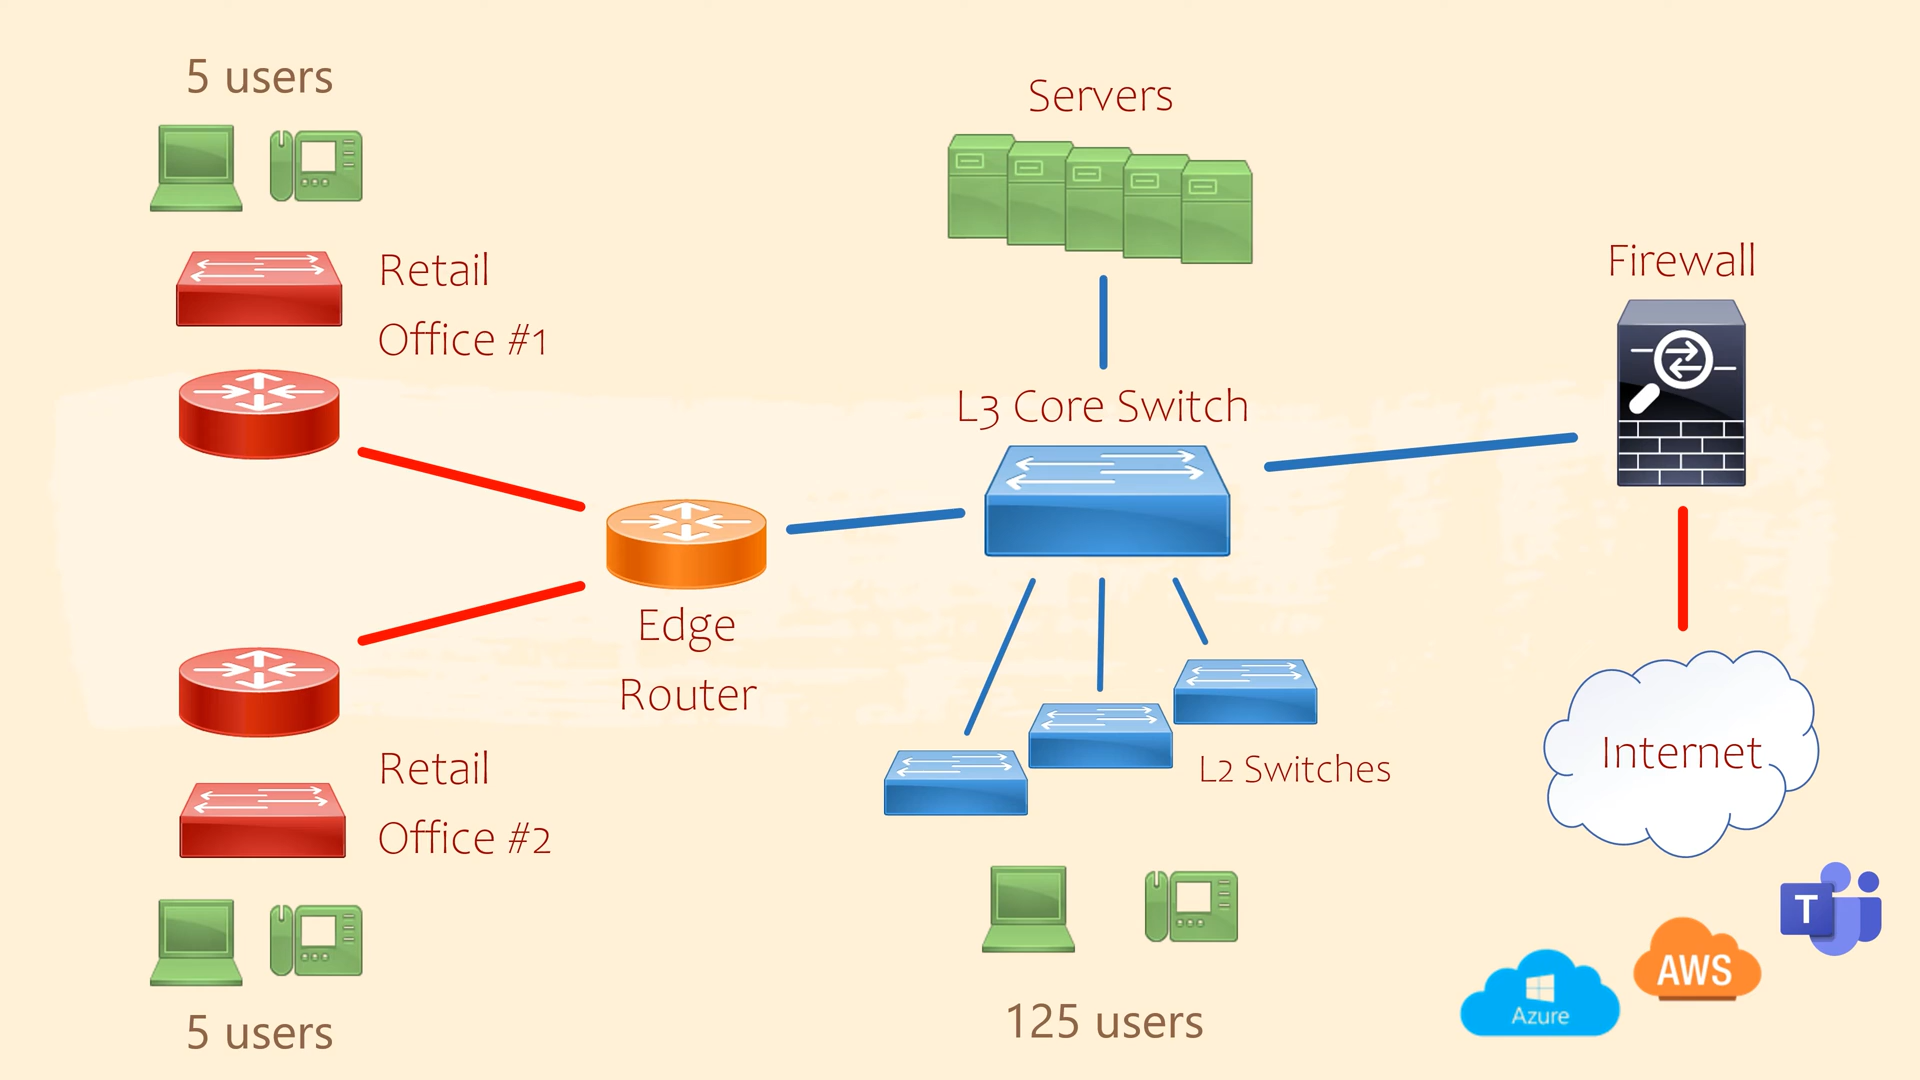 5 users
Retail
Office #1
Servers
Firewall
L3 Core Switch
Edge
Router
Retail
Office #2
L2 Switches
Internet
5 users
125 users
T
AWS
Azure